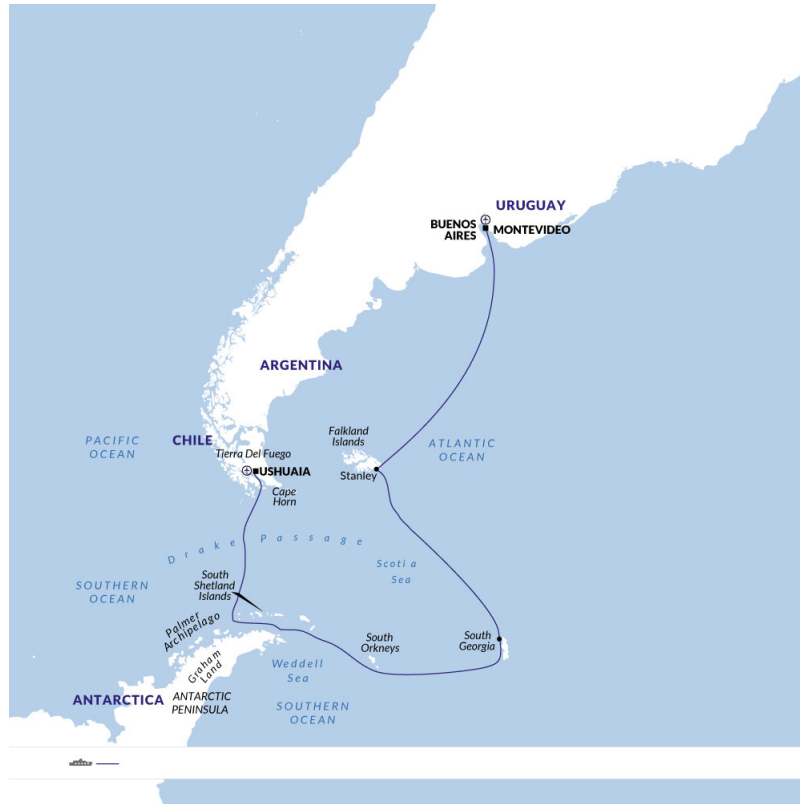 URUGUAY
BUENOS
AIRES
MONTEVIDEO
ARGENTINA
PACIFIC
OCEAN
CHILE
Tierra Del Fuego
USHUAIA
Cape
Horn
Falkland
Islands
Stanley
ATLANTIC
OCEAN
Drake Passage
Scoti a
Sea
SOUTHERN
OCEAN
South
Shetland
Islands
Palmer
Archipelago
South
Orkneys
South
Georgia
Graham
Land
Weddell
Sea
ANTARCTICA
ANTARCTIC
PENINSULA
SOUTHERN
OCEAN